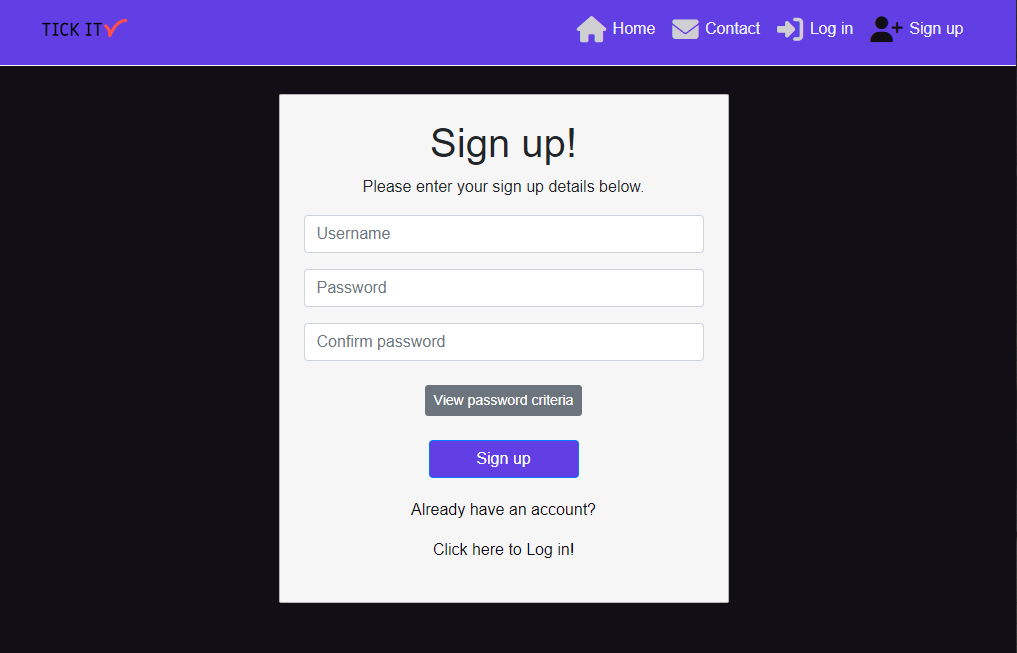 TICK IT
Home
Contact
Log in
Sign up
Sign up!
Please enter your sign up details below.
Username
Password
Confirm password
View password criteria
Sign up
Already have an account?
Click here to Log in!